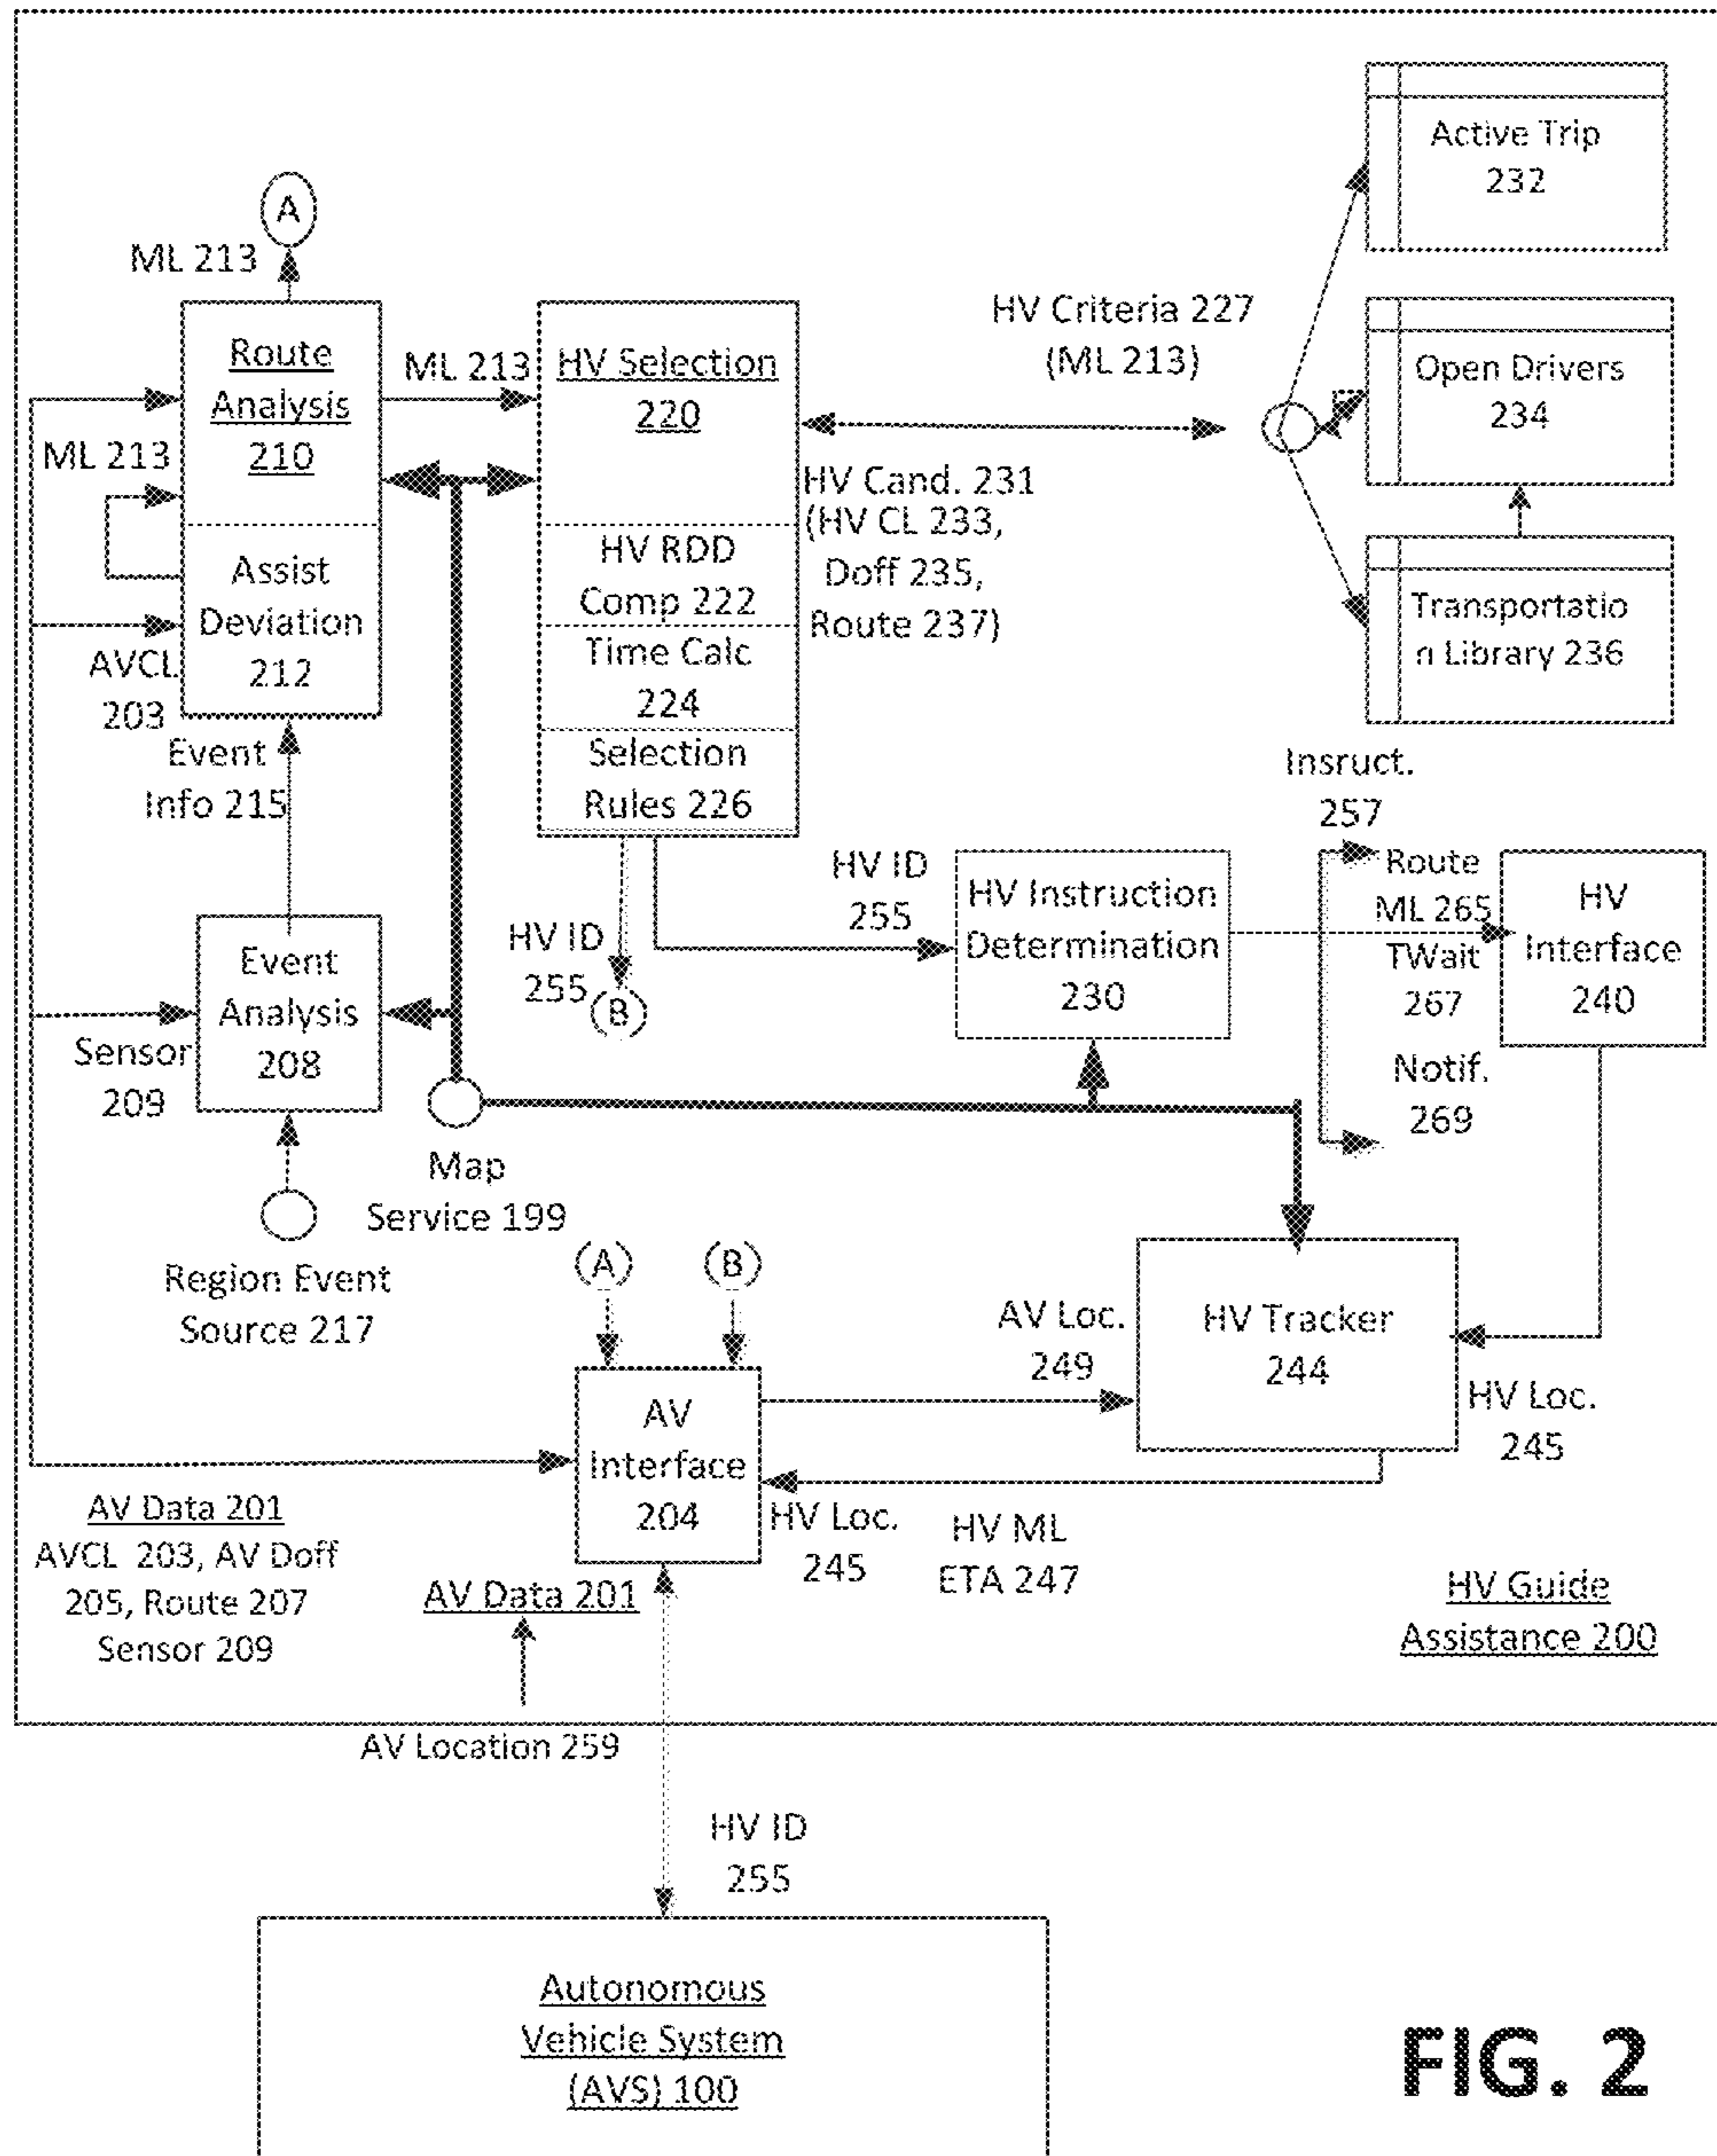 Active Trip
232
A
ML 213
Route
Analysis
210
ML 213
HV Selection
220
HV Criteria 227
(ML 213)
Open Drivers
234
ML 213
HV Cand. 231
(HV CL 233,
Doff 235,
Route 237)
Assist
Deviation
212
HV RDD
Comp 222
Time Calc
224
Selection
Rules 226
Transportatio
n Library 236
AVCL
203
Event
Info 215
Insruct.
257
Route
ML 265
TWait
267
Notif.
269
HV ID
255
HV Instruction
Determination
230
HV
Interface
240
HV ID
255
B
Event
Analysis
208
Sensor
209
Map
Service 199
Region Event
Source 217
A
B
AV Loc.
249
HV Tracker
244
HV Loc.
245
AV
Interface
204
HV Loc.
245
HV ML
ETA 247
AV Data 201
AVCL 203, AV Doff
205, Route 207
Sensor 209
AV Data 201
HV Guide
Assistance 200
AV Location 259
HV ID
255
Autonomous
Vehicle System
(AVS) 100
FIG. 2